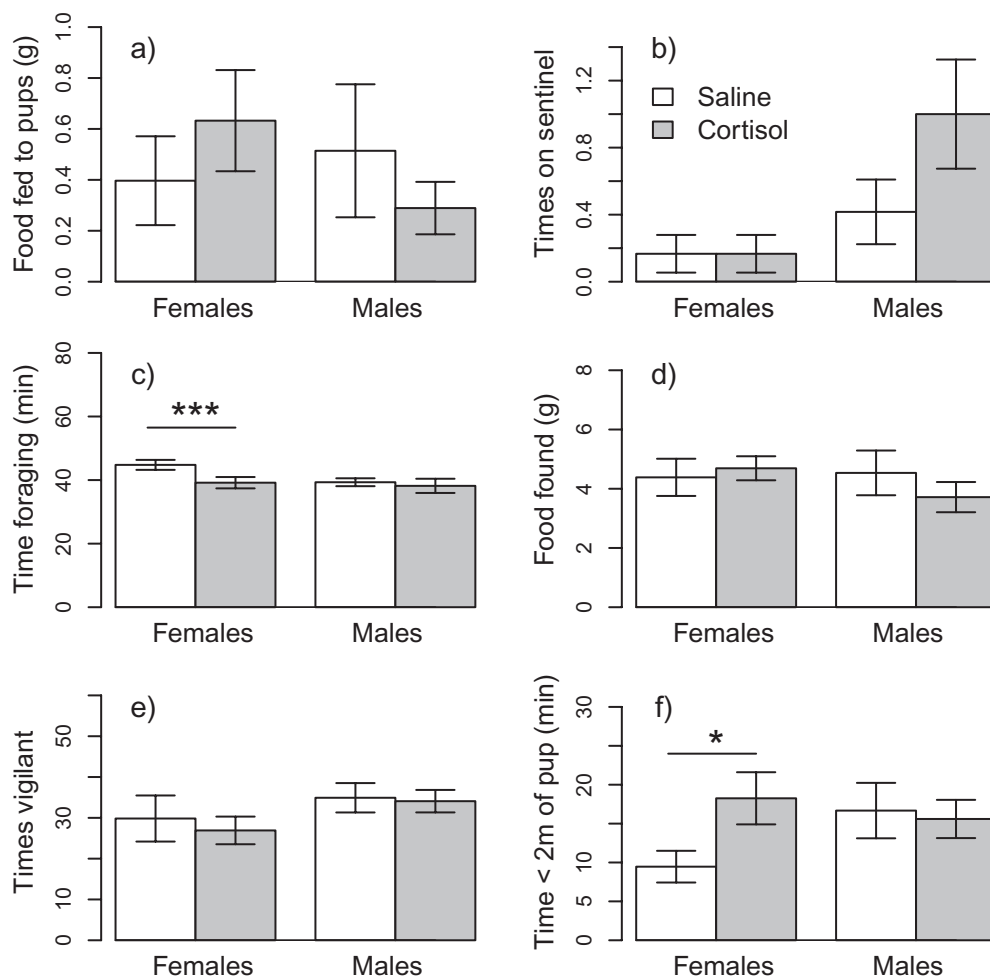 a)
Food fed to pups (g)
0.0 0.2 0.4 0.6 0.8 1.0
Females Males
b)
Times on sentinel
0.0 0.4 0.8 1.2
Saline
Cortisol
Females Males
c)
Time foraging (min)
0 20 40 60 80
***
Females Males
d)
Food found (g)
0 2 4 6 8
Females Males
e)
Times vigilant
0 10 30 50
Females Males
f)
Time < 2m of pup (min)
0 5 10 20 30
*
Females Males